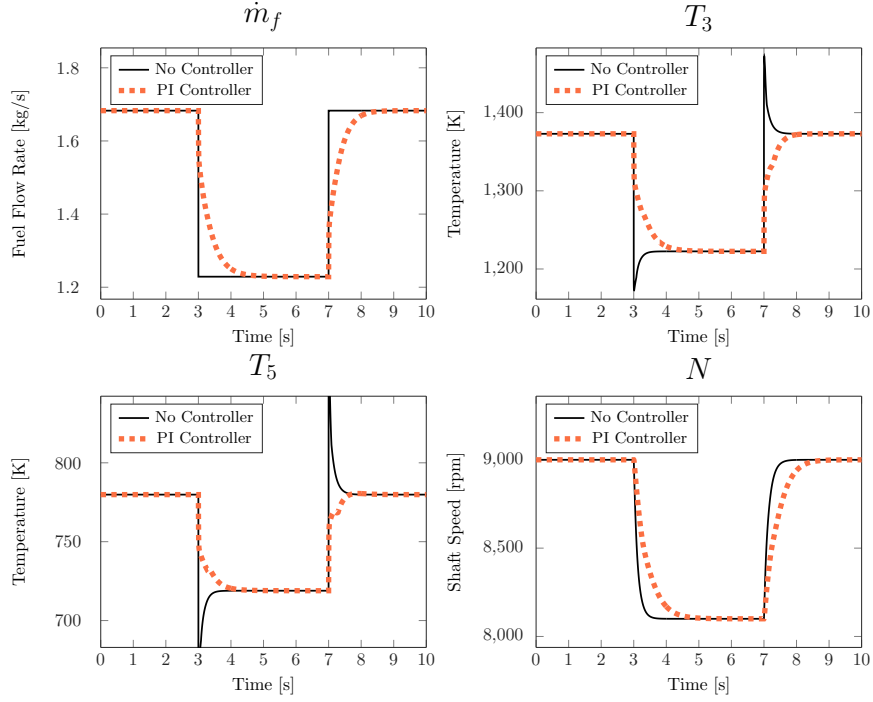 ṁ_f
1.8
1.6
1.4
1.2
Fuel Flow Rate [kg/s]
No Controller
PI Controller
0 1 2 3 4 5 6 7 8 9 10
Time [s]
T_3
1,400
1,300
1,200
Temperature [K]
No Controller
PI Controller
0 1 2 3 4 5 6 7 8 9 10
Time [s]
T_5
800
750
700
Temperature [K]
No Controller
PI Controller
0 1 2 3 4 5 6 7 8 9 10
Time [s]
N
9,000
8,500
8,000
Shaft Speed [rpm]
No Controller
PI Controller
0 1 2 3 4 5 6 7 8 9 10
Time [s]